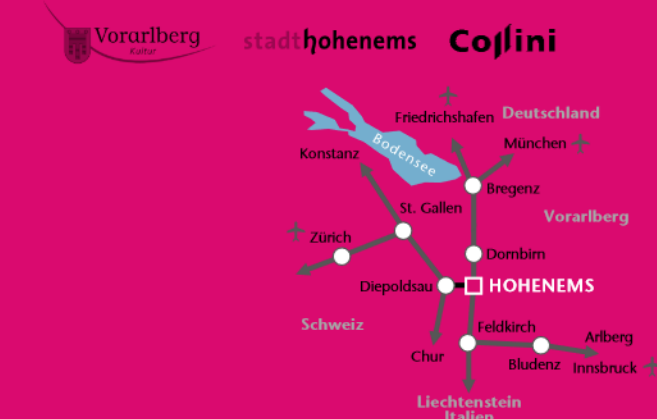 Vorarlberg
Kultur
stadthohenems
Collini
Friedrichshafen
Deutschland
Konstanz
Bodensee
München
Bregenz
St. Gallen
Vorarlberg
Zürich
Dornbirn
Diepoldsau
HOHENEMS
Schweiz
Feldkirch
Arlberg
Chur
Bludenz
Innsbruck
Liechtenstein
Italien